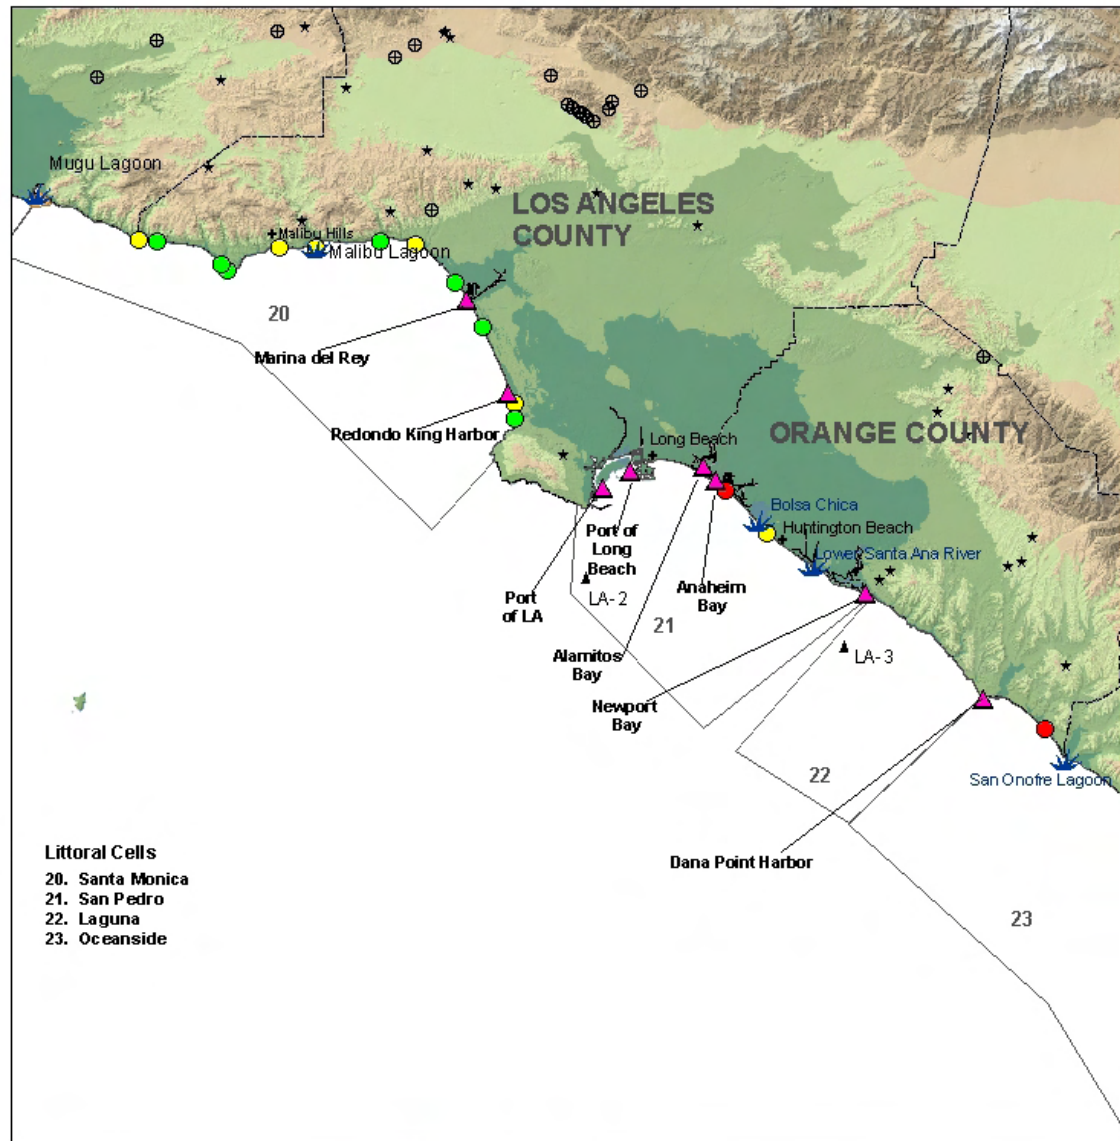 Mugu Lagoon
LOS ANGELES
COUNTY
Malibu Hills
Malibu Lagoon
20
Marina del Rey
Redondo King Harbor
Long Beach
ORANGE COUNTY
Bolsa Chica
Huntington Beach
Port of
Long
Beach
Lower Santa Ana River
Anaheim
Bay
LA-2
Port
of LA
21
Alamitos
Bay
LA-3
Newport
Bay
22
San Onofre Lagoon
Dana Point Harbor
Littoral Cells
20. Santa Monica
21. San Pedro
22. Laguna
23. Oceanside
23